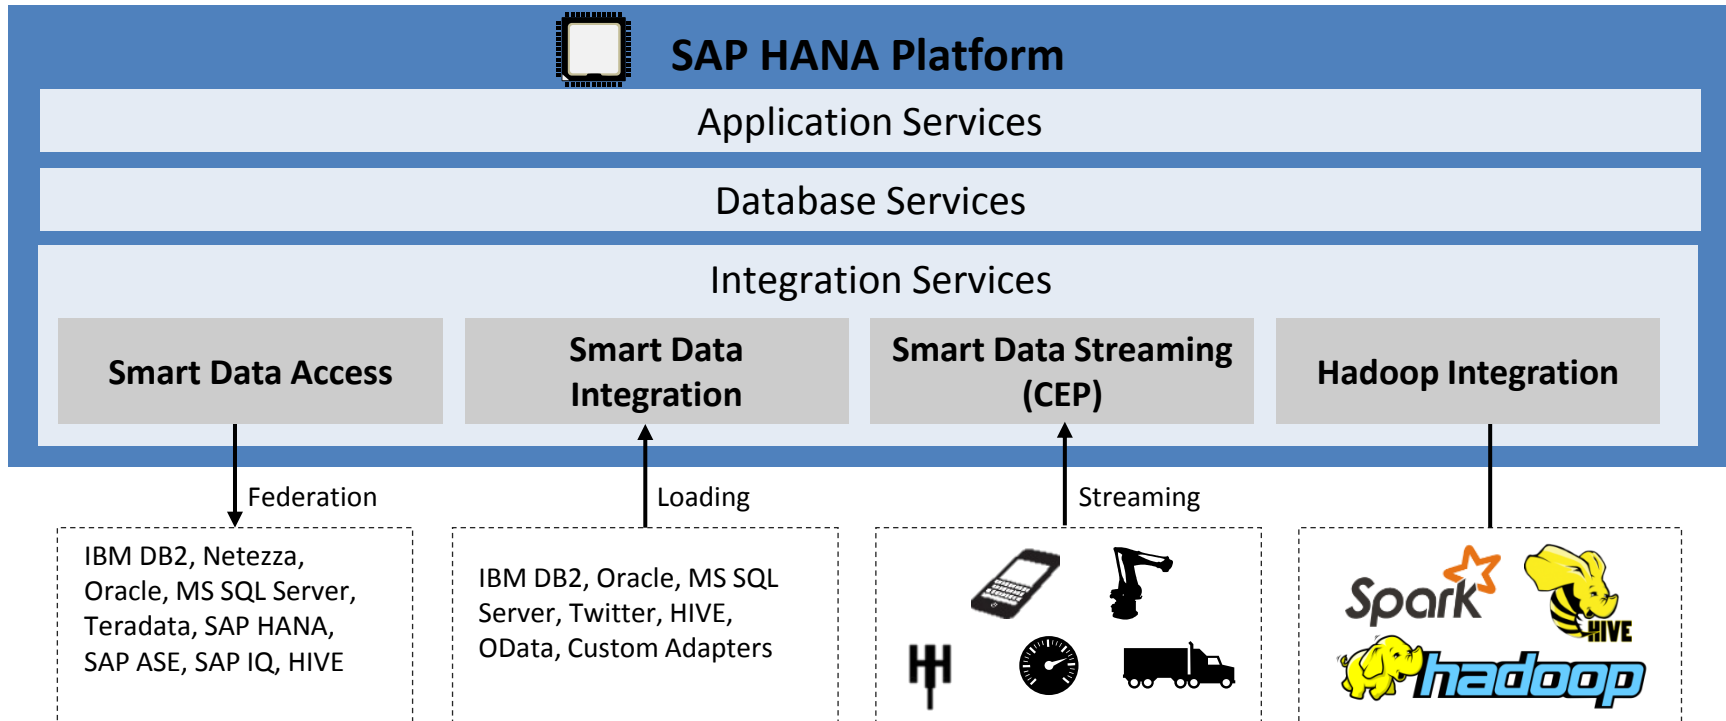 SAP HANA Platform
Application Services
Database Services
Integration Services
Smart Data Access
Smart Data
Integration
Smart Data Streaming
(CEP)
Hadoop Integration
Federation
Loading
Streaming
IBM DB2, Netezza,
Oracle, MS SQL Server,
Teradata, SAP HANA,
SAP ASE, SAP IQ, HIVE
IBM DB2, Oracle, MS SQL
Server, Twitter, HIVE,
OData, Custom Adapters
Spark
HIVE
hadoop